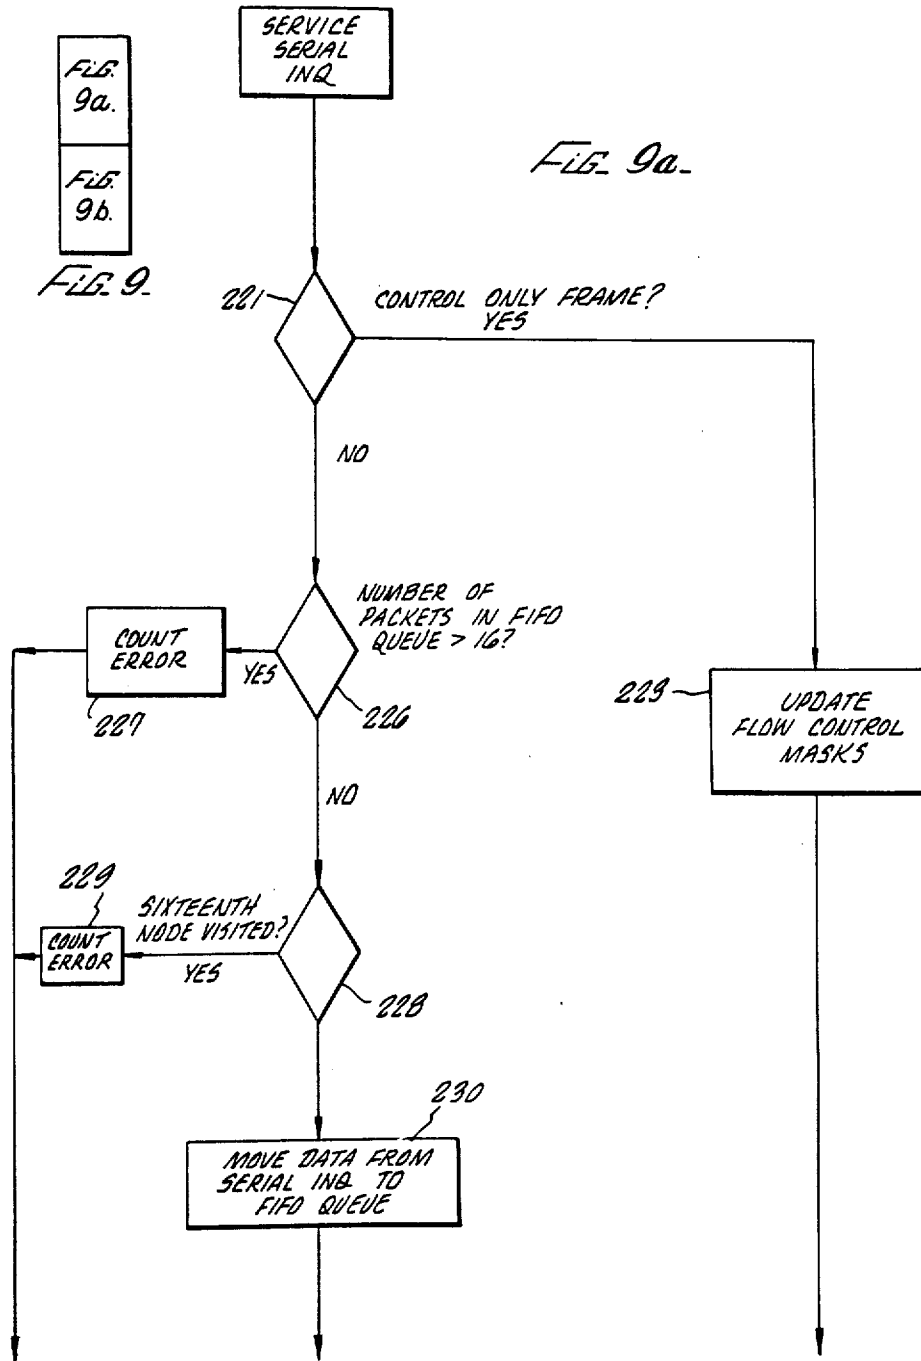 SERVICE
SERIAL
INQ
FIG.
9a.
FIG.
9b.
FIG. 9.
FIG. 9a.
221
CONTROL ONLY FRAME?
YES
NO
NUMBER OF
PACKETS IN FIFO
QUEUE > 16?
COUNT
ERROR
YES
227
226
223
UPDATE
FLOW CONTROL
MASKS
NO
229
SIXTEENTH
NODE VISITED?
COUNT
ERROR
YES
228
230
MOVE DATA FROM
SERIAL INQ TO
FIFO QUEUE